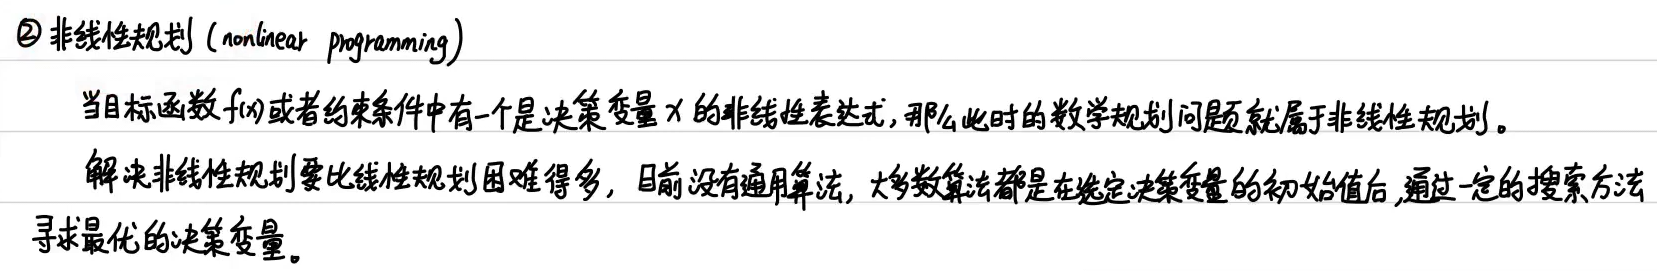 ② 非线性规划 (nonlinear programming)
当目标函数 f(x) 或者约束条件中有一个是决策变量 x 的非线性表达式, 那么此时的数学规划问题就属于非线性规划。
解决非线性规划要比线性规划困难得多, 目前没有通用算法, 大多数算法都是在选定决策变量的初始值后, 通过一定的搜索方法
寻求最优的决策变量。